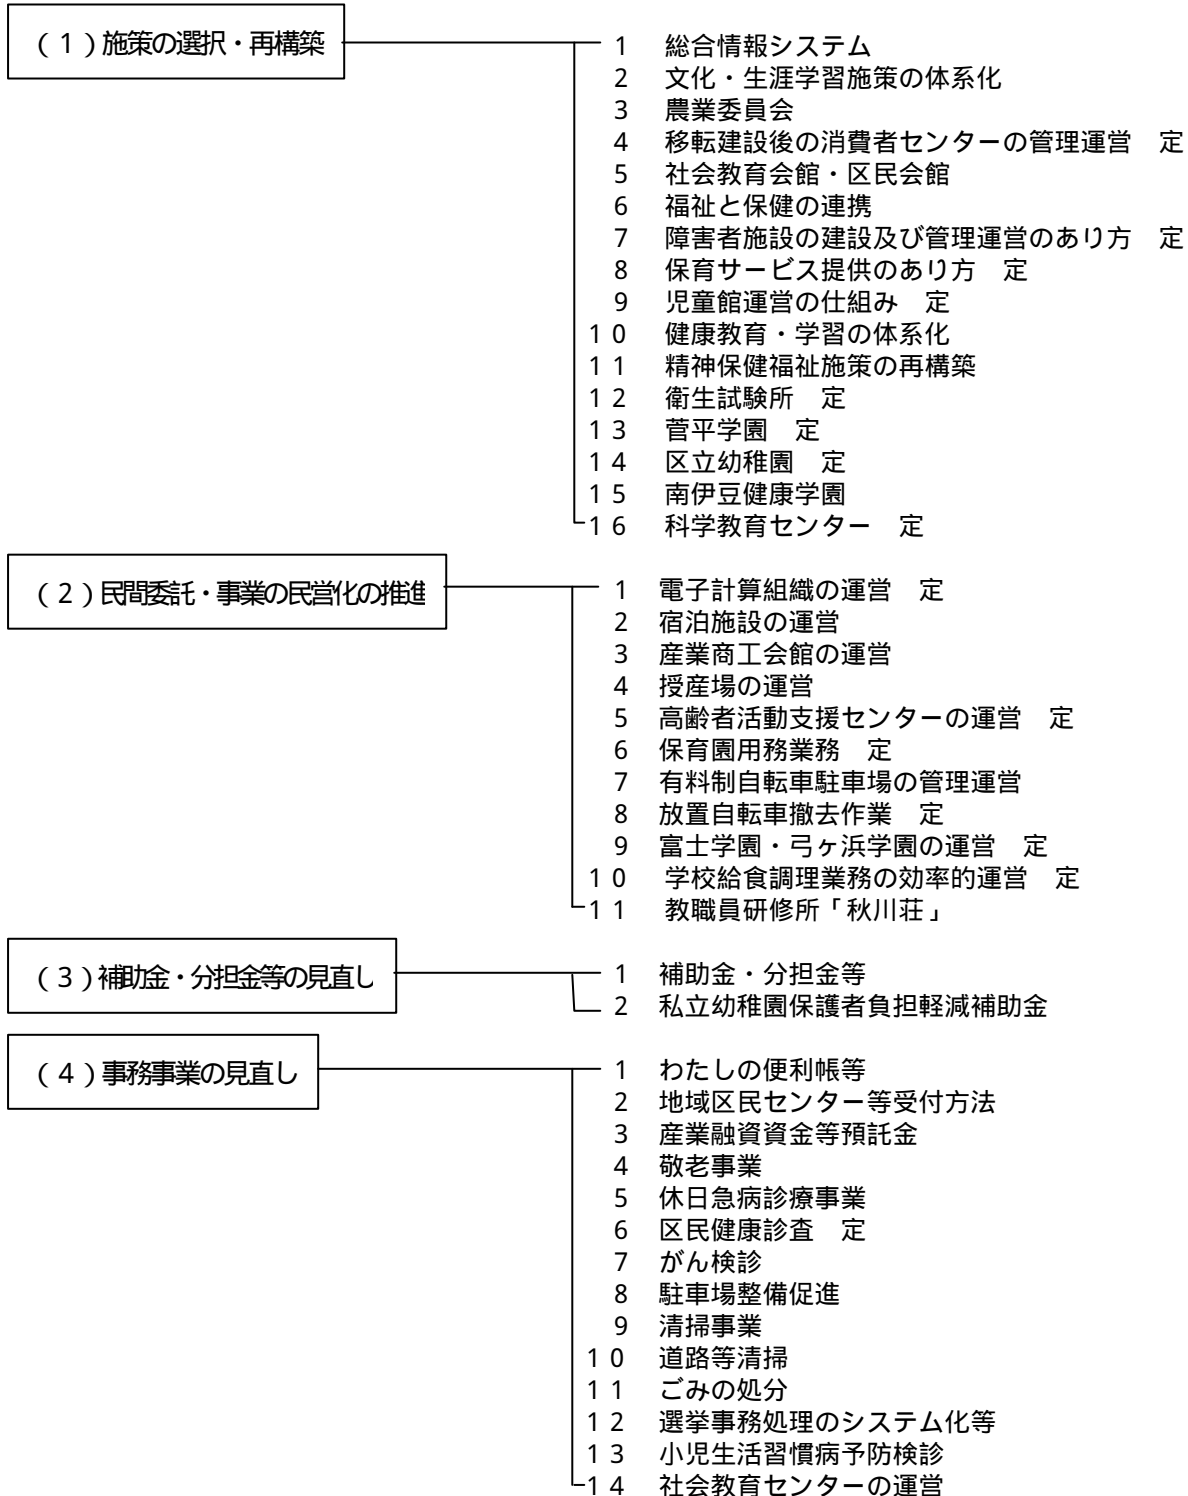 （１）施策の選択・再構築
1 総合情報システム
2 文化・生涯学習施策の体系化
3 農業委員会
4 移転建設後の消費者センターの管理運営 定
5 社会教育会館・区民会館
6 福祉と保健の連携
7 障害者施設の建設及び管理運営のあり方 定
8 保育サービス提供のあり方 定
9 児童館運営の仕組み 定
１０ 健康教育・学習の体系化
１１ 精神保健福祉施策の再構築
１２ 衛生試験所 定
１３ 菅平学園 定
１４ 区立幼稚園 定
１５ 南伊豆健康学園
１６ 科学教育センター 定
（２）民間委託・事業の民営化の推進
1 電子計算組織の運営 定
2 宿泊施設の運営
3 産業商工会館の運営
4 授産場の運営
5 高齢者活動支援センターの運営 定
6 保育園用務業務 定
7 有料制自転車駐車場の管理運営
8 放置自転車撤去作業 定
9 富士学園・弓ヶ浜学園の運営 定
１０ 学校給食調理業務の効率的運営 定
１１ 教職員研修所「秋川荘」
（３）補助金・分担金等の見直し
1 補助金・分担金等
2 私立幼稚園保護者負担軽減補助金
（４）事務事業の見直し
1 わたしの便利帳等
2 地域区民センター等受付方法
3 産業融資資金等預託金
4 敬老事業
5 休日急病診療事業
6 区民健康診査 定
7 がん検診
8 駐車場整備促進
9 清掃事業
１０ 道路等清掃
１１ ごみの処分
１２ 選挙事務処理のシステム化等
１３ 小児生活習慣病予防検診
１４ 社会教育センターの運営